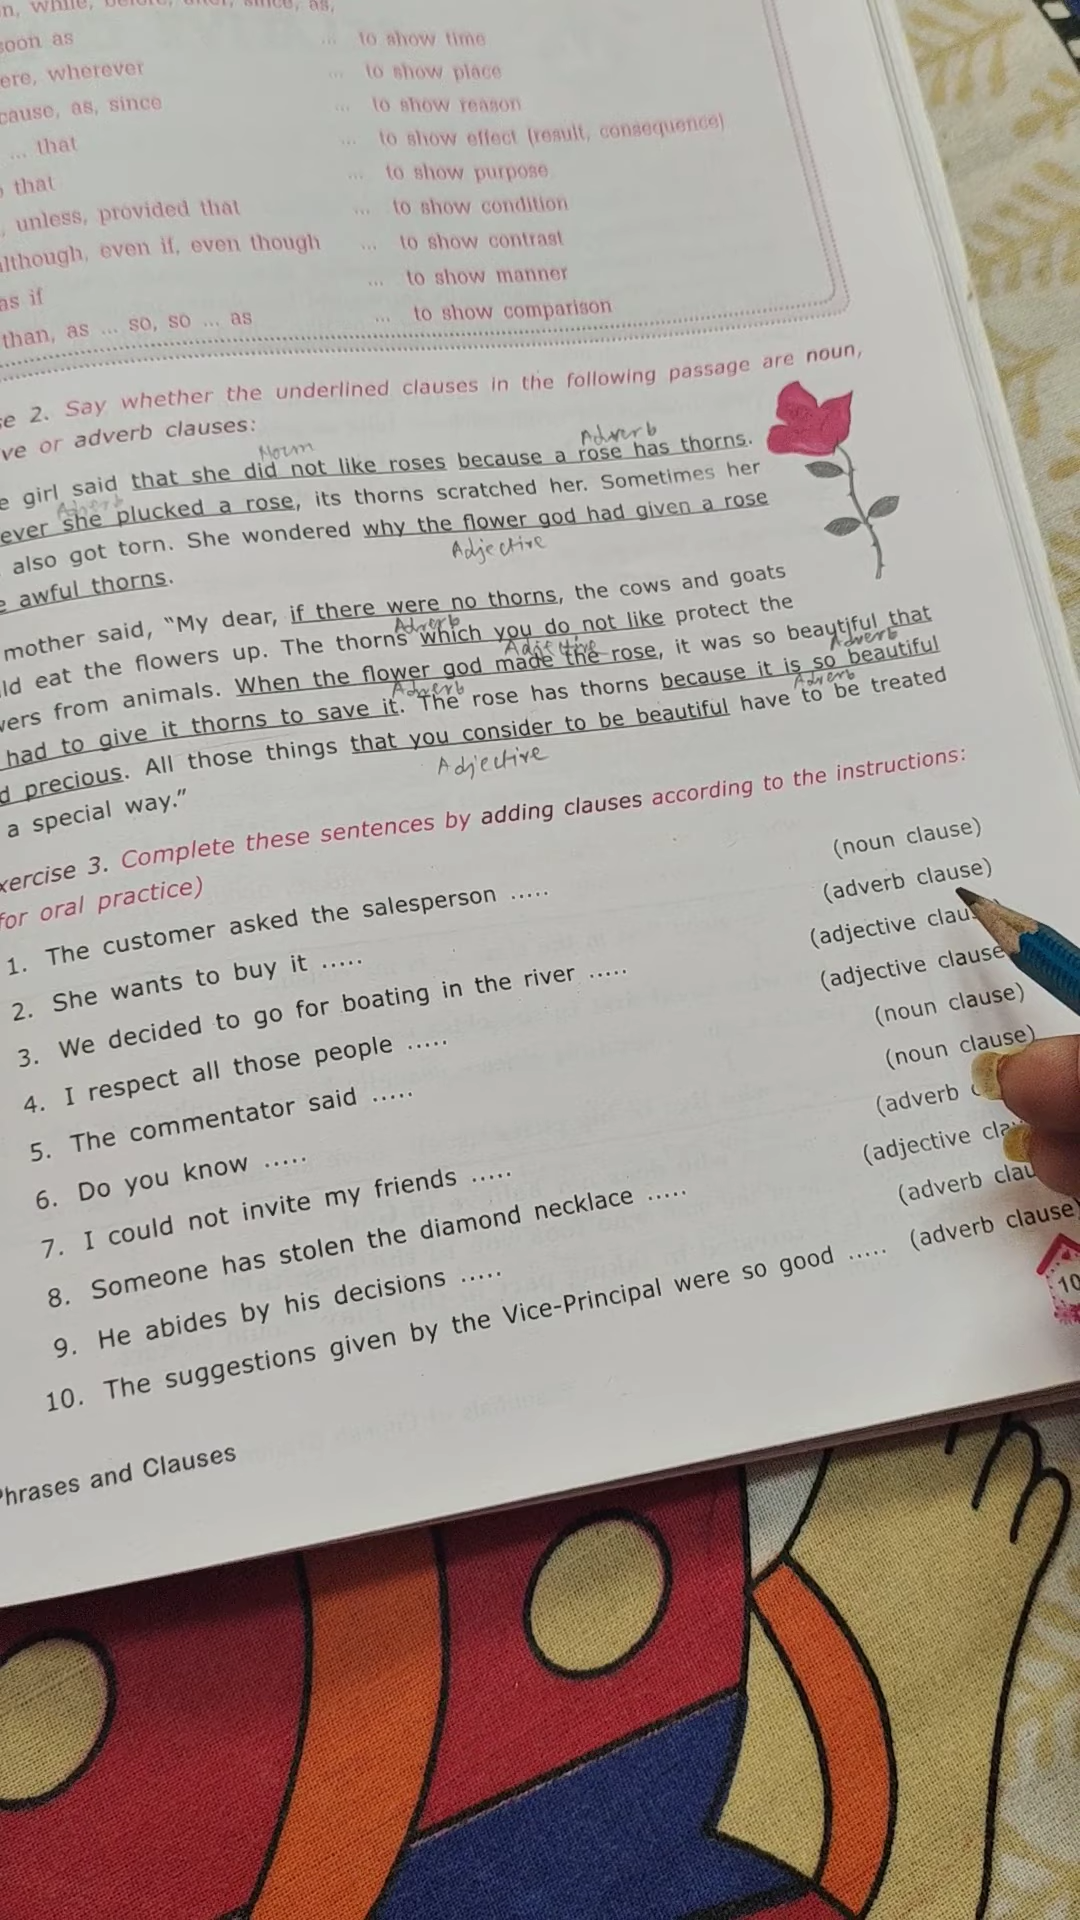 while, before, after, since, as,
soon as ... to show time
ere, wherever ... to show place
cause, as, since ... to show reason
... that ... to show effect (result, consequence)
that ... to show purpose
, unless, provided that ... to show condition
lthough, even if, even though ... to show contrast
as if ... to show manner
than, as ... so, so ... as ... to show comparison
se 2. Say whether the underlined clauses in the following passage are noun,
ve or adverb clauses:
Noun Adverb
e girl said that she did not like roses because a rose has thorns.
Adverb
ever she plucked a rose, its thorns scratched her. Sometimes her
also got torn. She wondered why the flower god had given a rose
Adjective
e awful thorns.
mother said, "My dear, if there were no thorns, the cows and goats
Adverb
ld eat the flowers up. The thorns which you do not like protect the
Adjective
vers from animals. When the flower god made the rose, it was so beautiful that
Adverb Adverb
had to give it thorns to save it. The rose has thorns because it is so beautiful
Adverb
d precious. All those things that you consider to be beautiful have to be treated
Adjective
a special way."
xercise 3. Complete these sentences by adding clauses according to the instructions:
for oral practice)
1. The customer asked the salesperson ..... (noun clause)
2. She wants to buy it ..... (adverb clause)
3. We decided to go for boating in the river ..... (adjective clau
4. I respect all those people ..... (adjective clause
5. The commentator said ..... (noun clause)
6. Do you know ..... (noun clause)
7. I could not invite my friends ..... (adverb
8. Someone has stolen the diamond necklace ..... (adjective cla
9. He abides by his decisions ..... (adverb clau
10. The suggestions given by the Vice-Principal were so good ..... (adverb clause
10
Phrases and Clauses